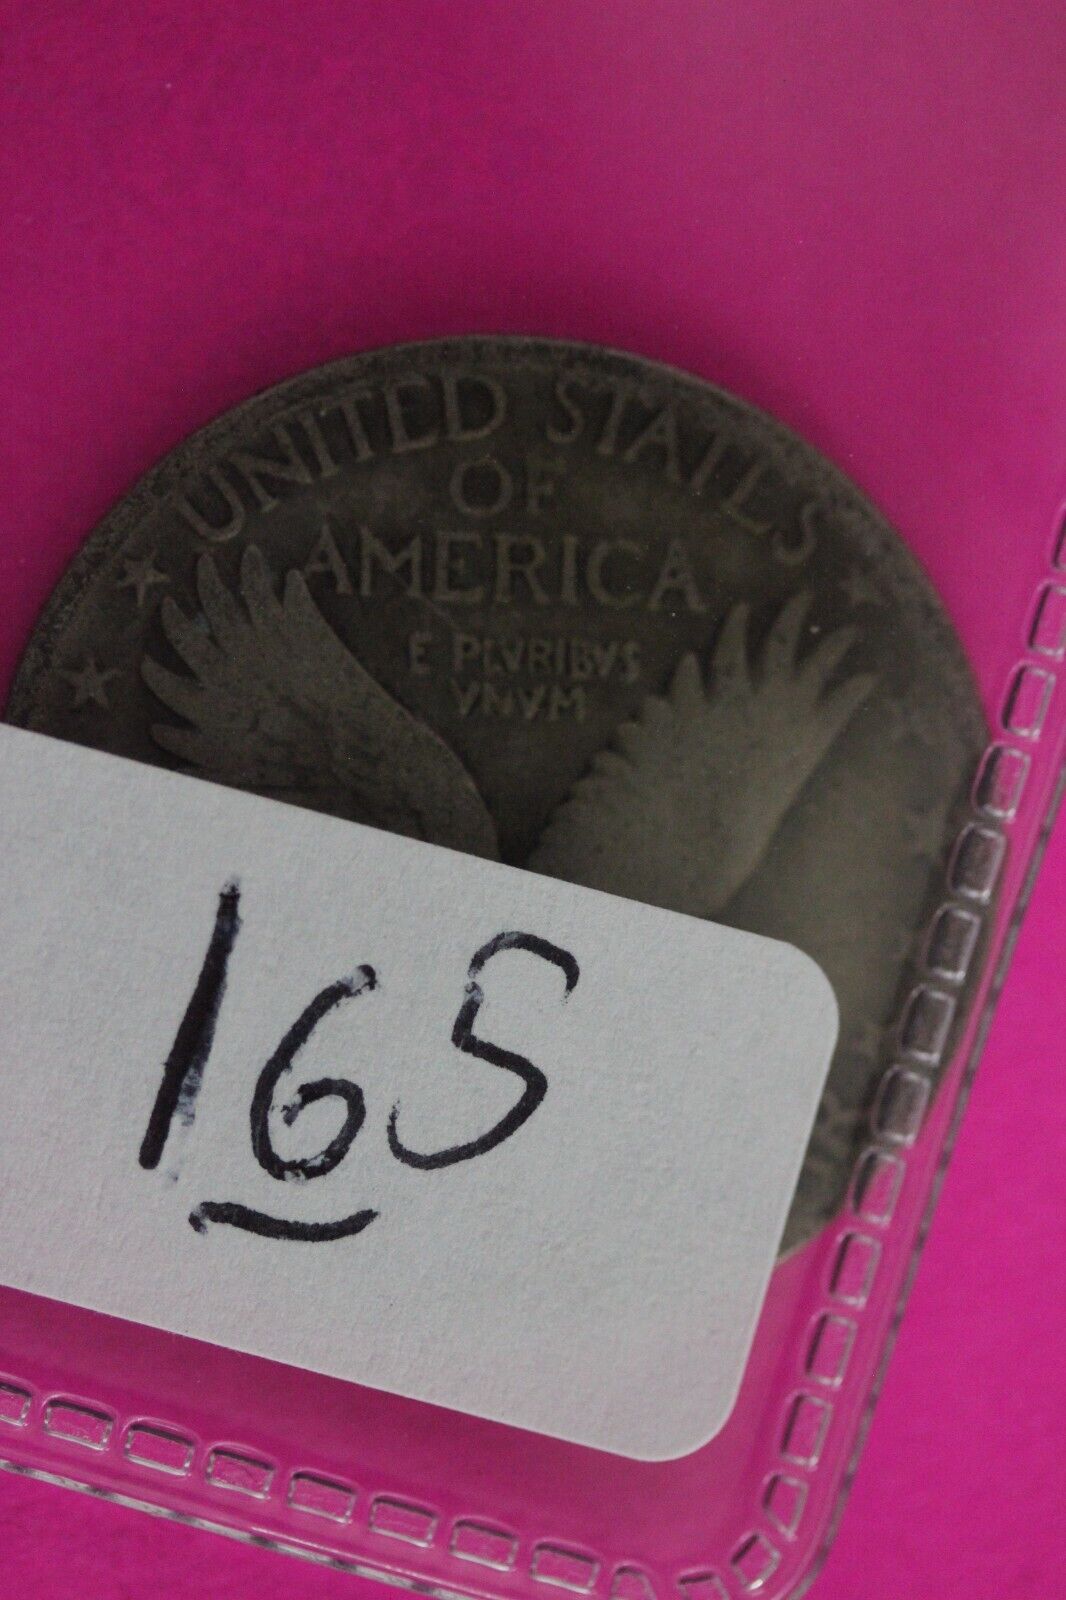 UNITED STATES
OF
AMERICA
E PLVRIBVS
VNVM
165